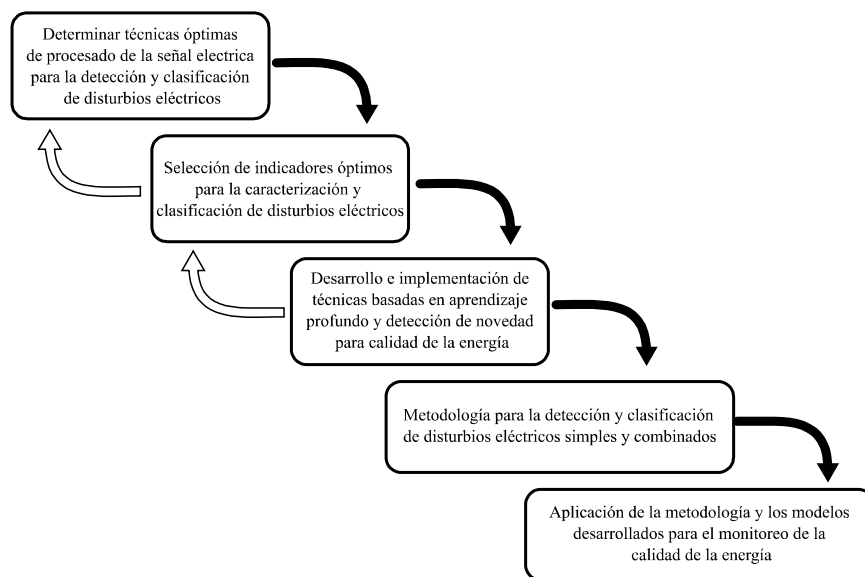 Determinar técnicas óptimas
de procesado de la señal electrica
para la detección y clasificación
de disturbios eléctricos
Selección de indicadores óptimos
para la caracterización y
clasificación de disturbios eléctricos
Desarrollo e implementación de
técnicas basadas en aprendizaje
profundo y detección de novedad
para calidad de la energía
Metodología para la detección y clasificación
de disturbios eléctricos simples y combinados
Aplicación de la metodología y los modelos
desarrollados para el monitoreo de la
calidad de la energía